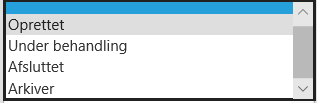 Oprettet
Under behandling
Afsluttet
Arkiver